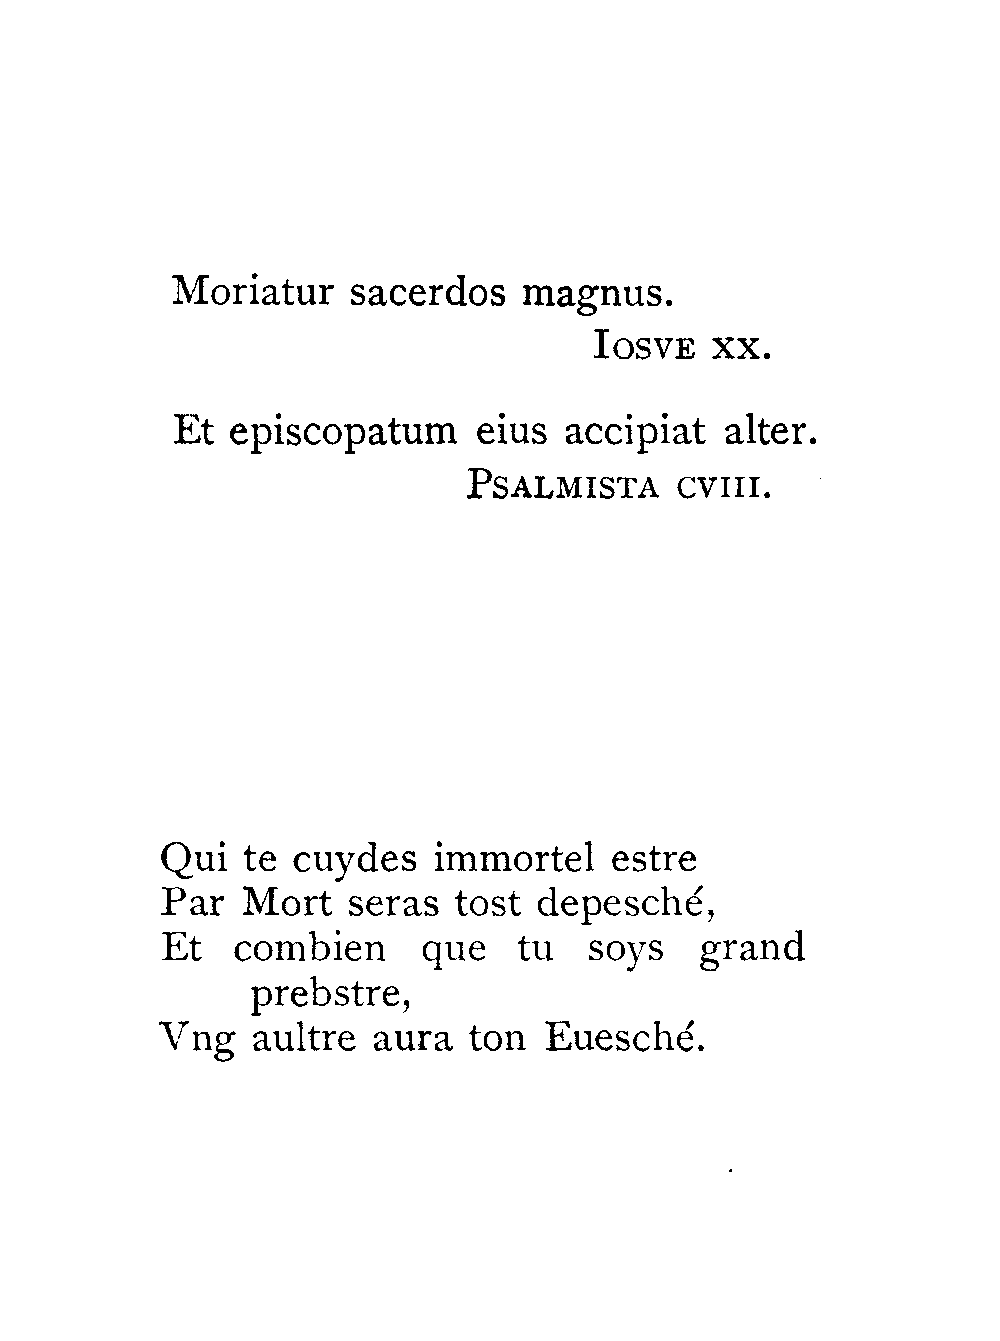 Moriatur sacerdos magnus.
Iosve xx.
Et episcopatum eius accipiat alter.
Psalmista cviii.
Qui te cuydes immortel estre
Par Mort seras tost depesché,
Et combien que tu soys grand
prebstre,
Vng aultre aura ton Euesché.